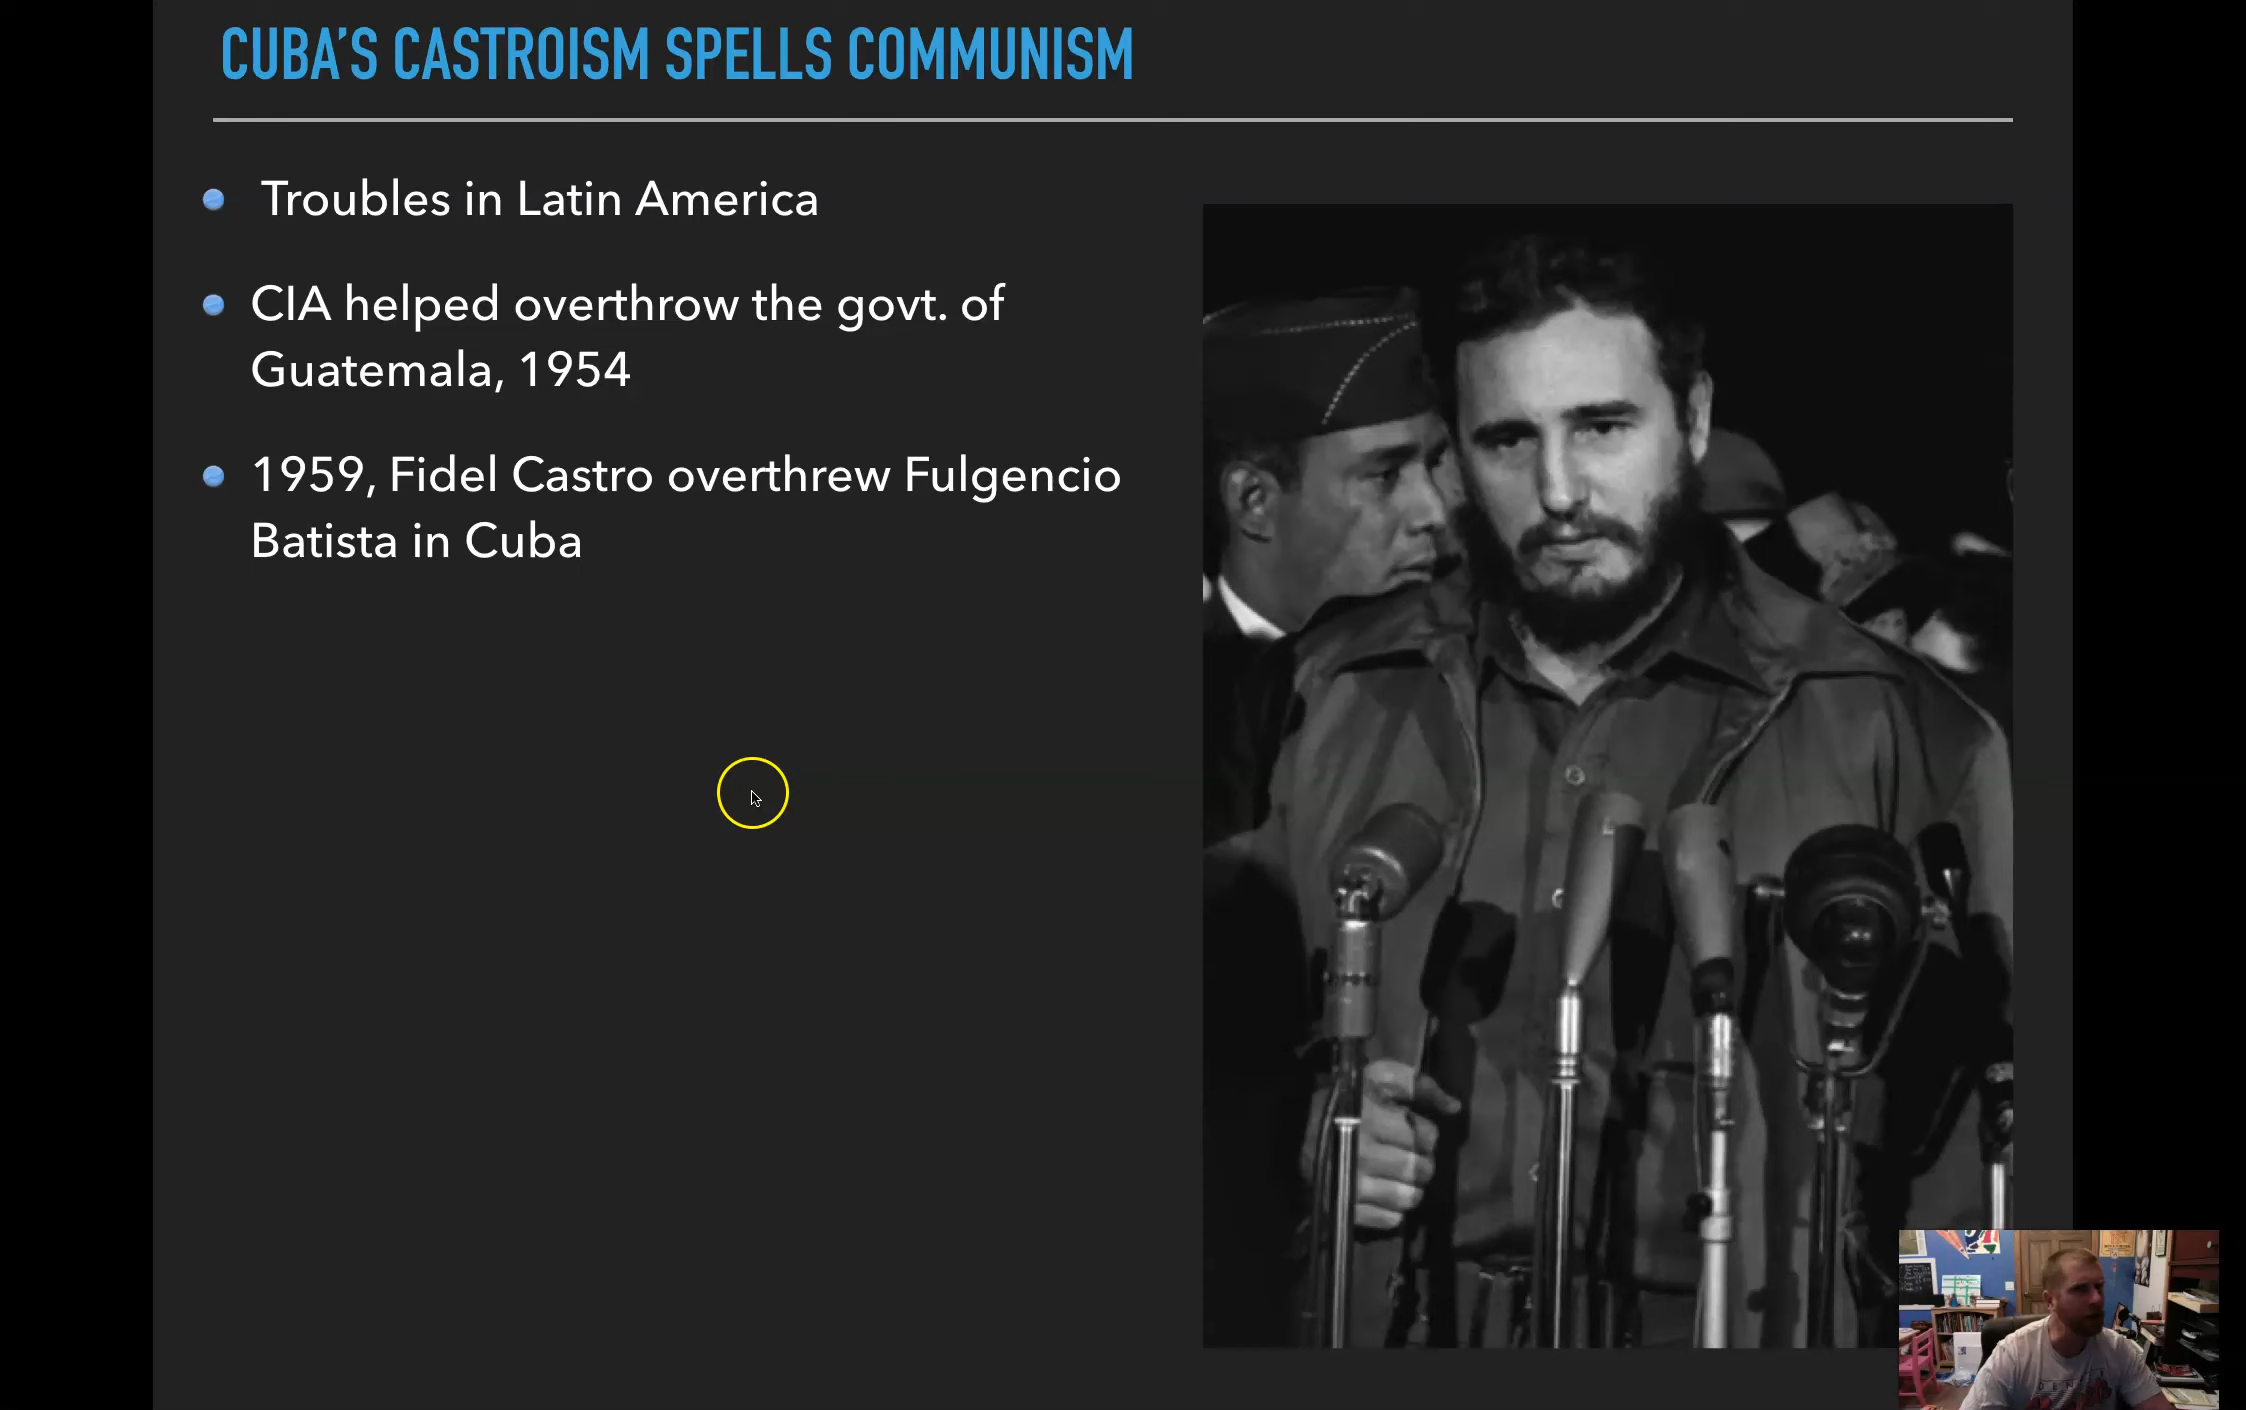 CUBA'S CASTROISM SPELLS COMMUNISM
Troubles in Latin America
CIA helped overthrow the govt. of
Guatemala, 1954
1959, Fidel Castro overthrew Fulgencio
Batista in Cuba